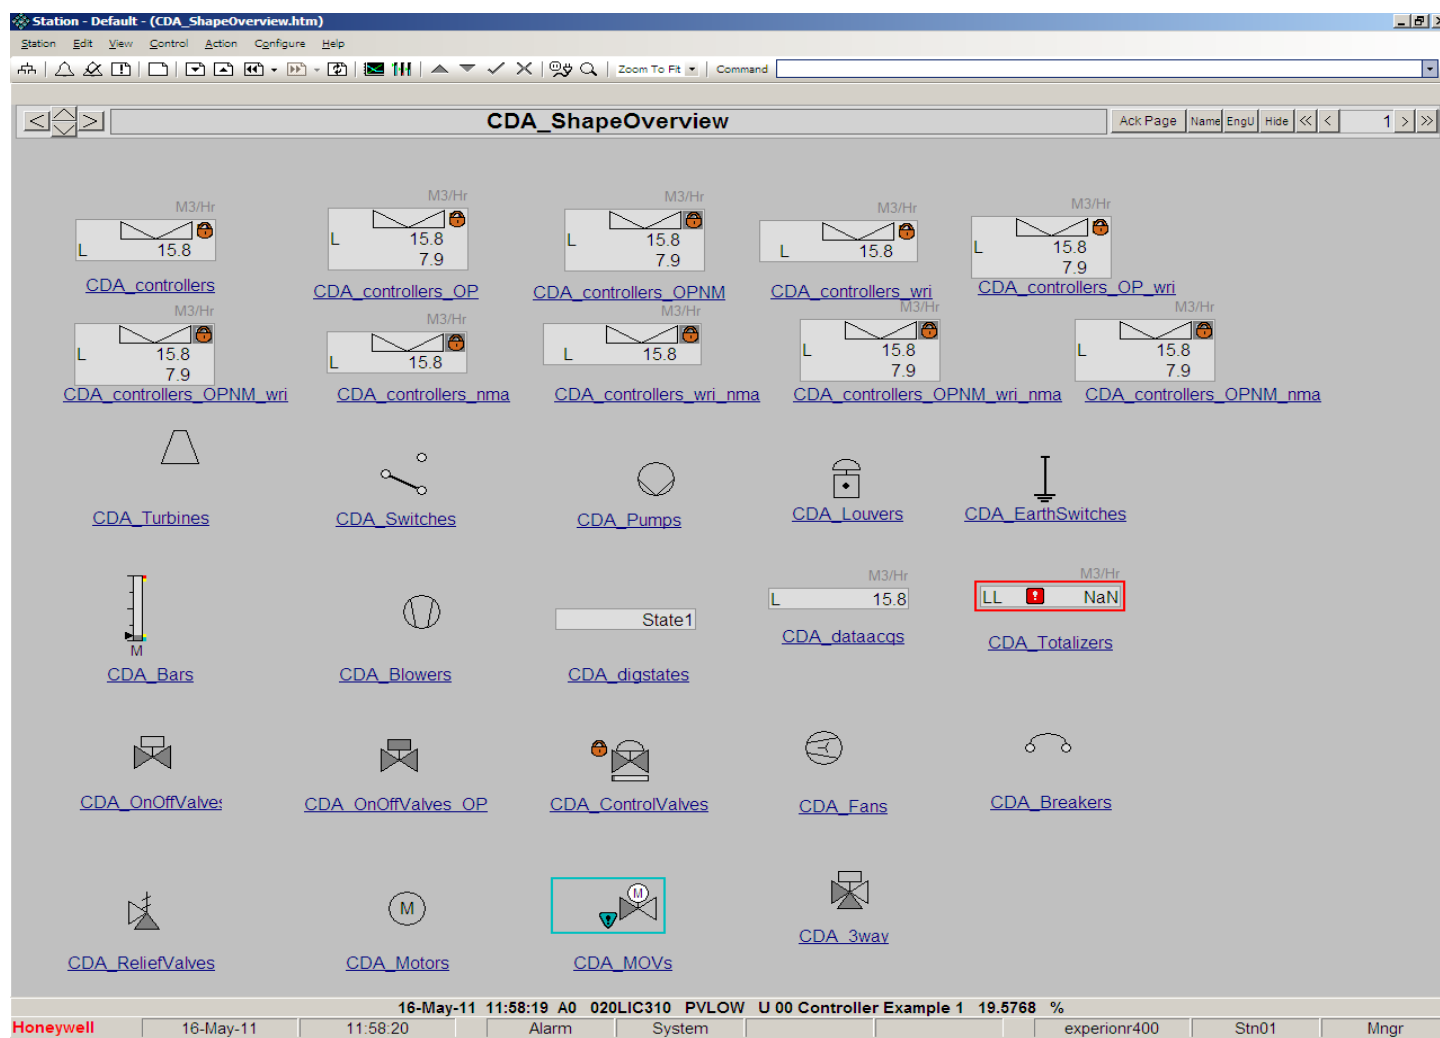 Station - Default - (CDA_ShapeOverview.htm)
Station Edit View Control Action Configure Help
Zoom To Fit Command
CDA_ShapeOverview
Ack Page Name EngU Hide << < 1 > >>
M3/Hr M3/Hr M3/Hr M3/Hr M3/Hr
L 15.8 L 15.8 L 15.8 L 15.8 L 15.8
7.9 7.9 7.9
CDA_controllers CDA_controllers_OP CDA_controllers_OPNM CDA_controllers_wri CDA_controllers_OP_wri
M3/Hr M3/Hr M3/Hr M3/Hr M3/Hr
L 15.8 L 15.8 L 15.8 L 15.8 L 15.8
7.9 7.9 7.9
CDA_controllers_OPNM_wri CDA_controllers_nma CDA_controllers_wri_nma CDA_controllers_OPNM_wri_nma CDA_controllers_OPNM_nma
CDA_Turbines CDA_Switches CDA_Pumps CDA_Louvers CDA_EarthSwitches
M3/Hr M3/Hr
State1 L 15.8 LL ! NaN
M
CDA_Bars CDA_Blowers CDA_digstates CDA_dataacqs CDA_Totalizers
CDA_OnOffValves CDA_OnOffValves_OP CDA_ControlValves CDA_Fans CDA_Breakers
M M
CDA_ReliefValves CDA_Motors CDA_MOVs CDA_3way
16-May-11 11:58:19 A0 020LIC310 PVLOW U 00 Controller Example 1 19.5768 %
Honeywell 16-May-11 11:58:20 Alarm System experionr400 Stn01 Mngr